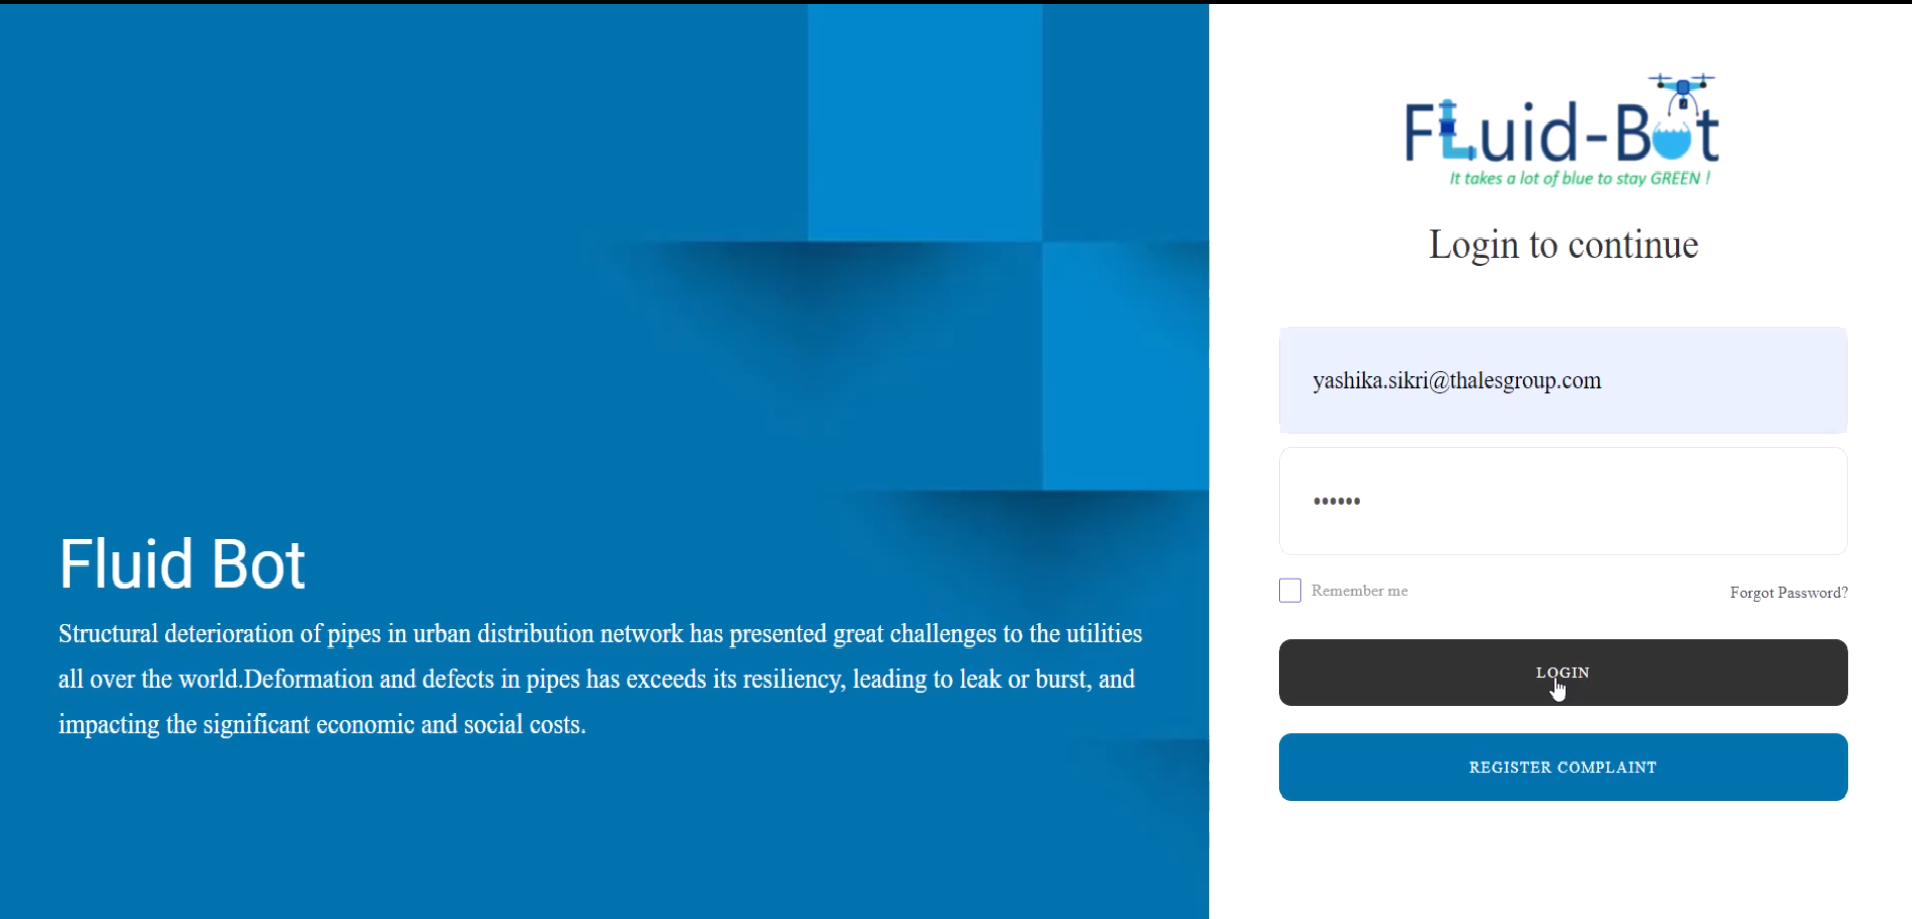 Fluid Bot
Structural deterioration of pipes in urban distribution network has presented great challenges to the utilities
all over the world.Deformation and defects in pipes has exceeds its resiliency, leading to leak or burst, and
impacting the significant economic and social costs.
FLuid-Bot
It takes a lot of blue to stay GREEN !
Login to continue
yashika.sikri@thalesgroup.com
••••••
Remember me
Forgot Password?
LOGIN
REGISTER COMPLAINT